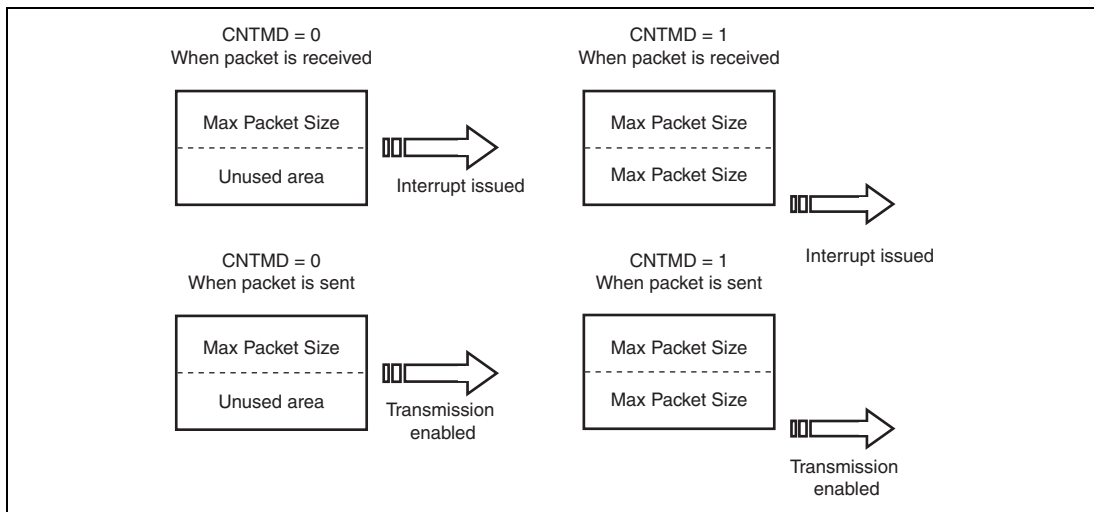 CNTMD = 0
When packet is received
Max Packet Size
Unused area
Interrupt issued
CNTMD = 1
When packet is received
Max Packet Size
Max Packet Size
Interrupt issued
CNTMD = 0
When packet is sent
Max Packet Size
Unused area
Transmission
enabled
CNTMD = 1
When packet is sent
Max Packet Size
Max Packet Size
Transmission
enabled